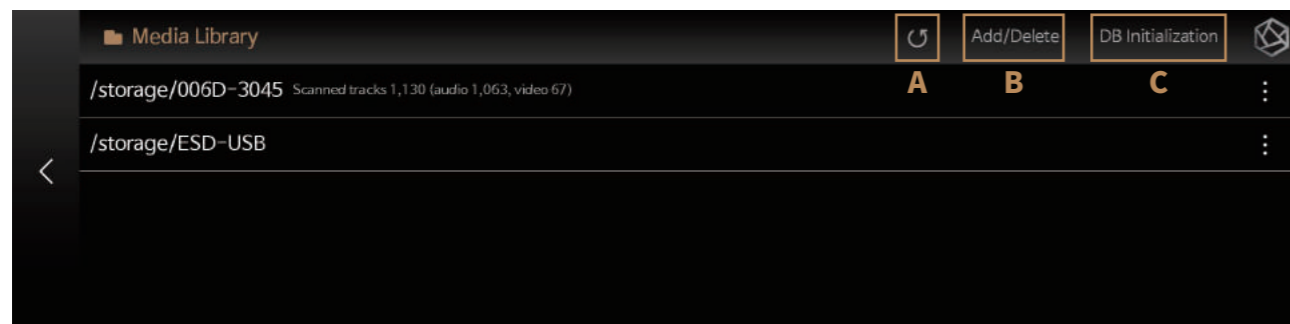 Media Library
Add/Delete
DB Initialization
A
B
C
/storage/006D-3045 Scanned tracks 1,130 (audio 1,063, video 67)
/storage/ESD-USB